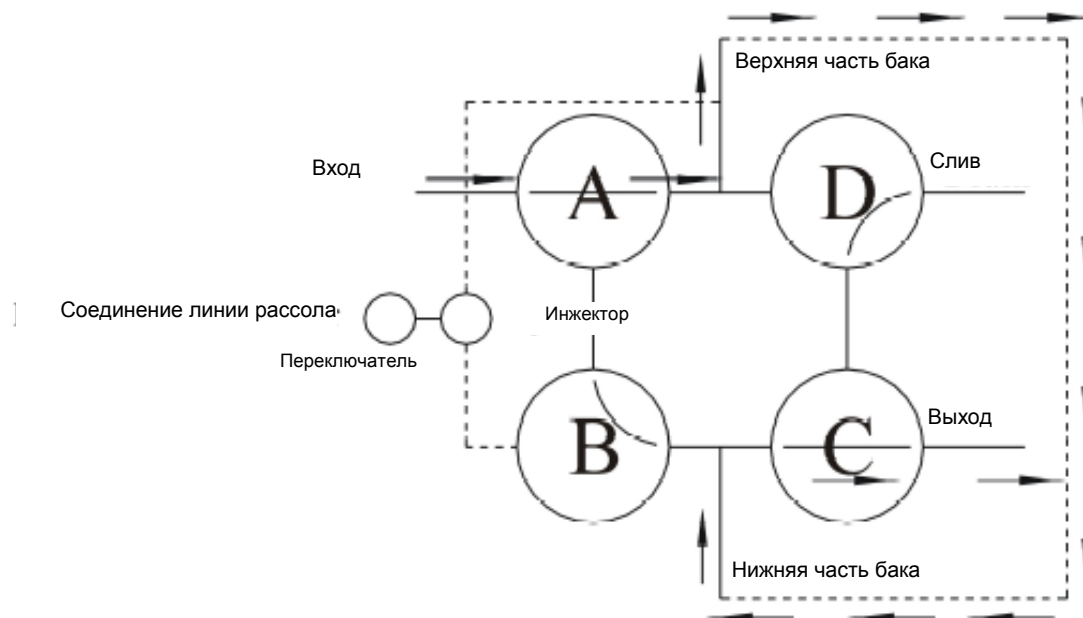 Верхняя часть бака
Вход
A
D
Слив
Соединение линии рассола
Инжектор
Переключатель
B
C
Выход
Нижняя часть бака